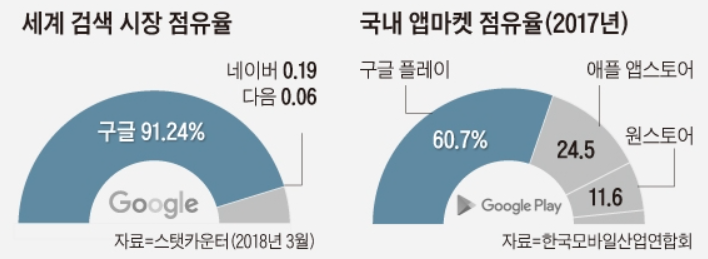 세계 검색 시장 점유율
네이버 0.19
다음 0.06
구글 91.24%
Google
자료=스탯카운터(2018년 3월)
국내 앱마켓 점유율(2017년)
구글 플레이
애플 앱스토어
원스토어
60.7%
24.5
11.6
Google Play
자료=한국모바일산업연합회